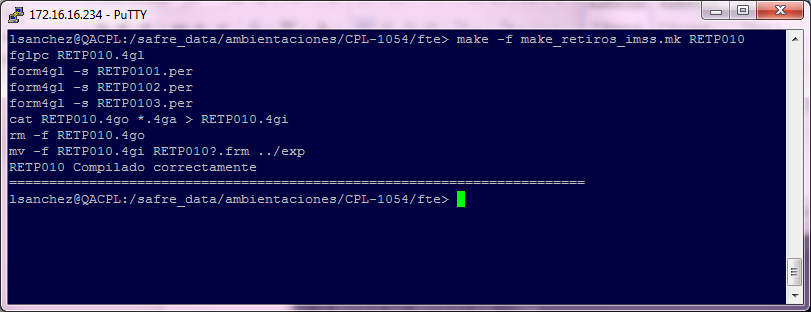 172.16.16.234 - PuTTY
lsanchez@QACPL:/safre_data/ambientaciones/CPL-1054/fte> make -f make_retiros_imss.mk RETP010
fglpc RETP010.4gl
form4gl -s RETP0101.per
form4gl -s RETP0102.per
form4gl -s RETP0103.per
cat RETP010.4go *.4ga > RETP010.4gi
rm -f RETP010.4go
mv -f RETP010.4gi RETP010?.frm ../exp
RETP010 Compilado correctamente
========================================================================
lsanchez@QACPL:/safre_data/ambientaciones/CPL-1054/fte>